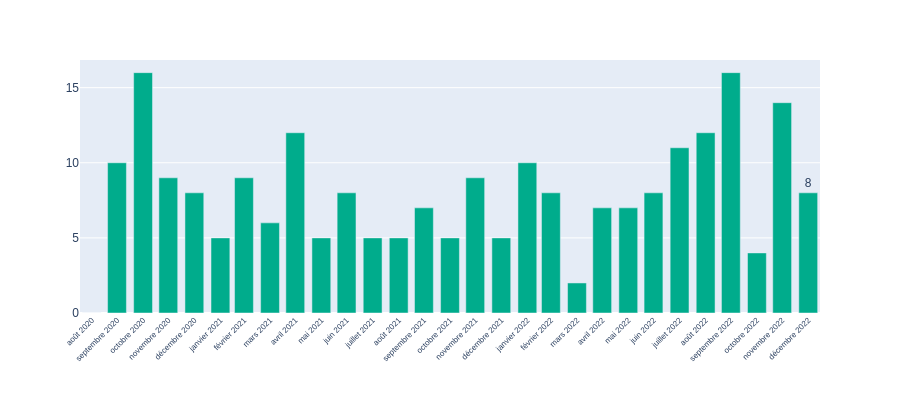 15
10
5
0
8
août 2020
septembre 2020
octobre 2020
novembre 2020
décembre 2020
janvier 2021
février 2021
mars 2021
avril 2021
mai 2021
juin 2021
juillet 2021
août 2021
septembre 2021
octobre 2021
novembre 2021
décembre 2021
janvier 2022
février 2022
mars 2022
avril 2022
mai 2022
juin 2022
juillet 2022
août 2022
septembre 2022
octobre 2022
novembre 2022
décembre 2022